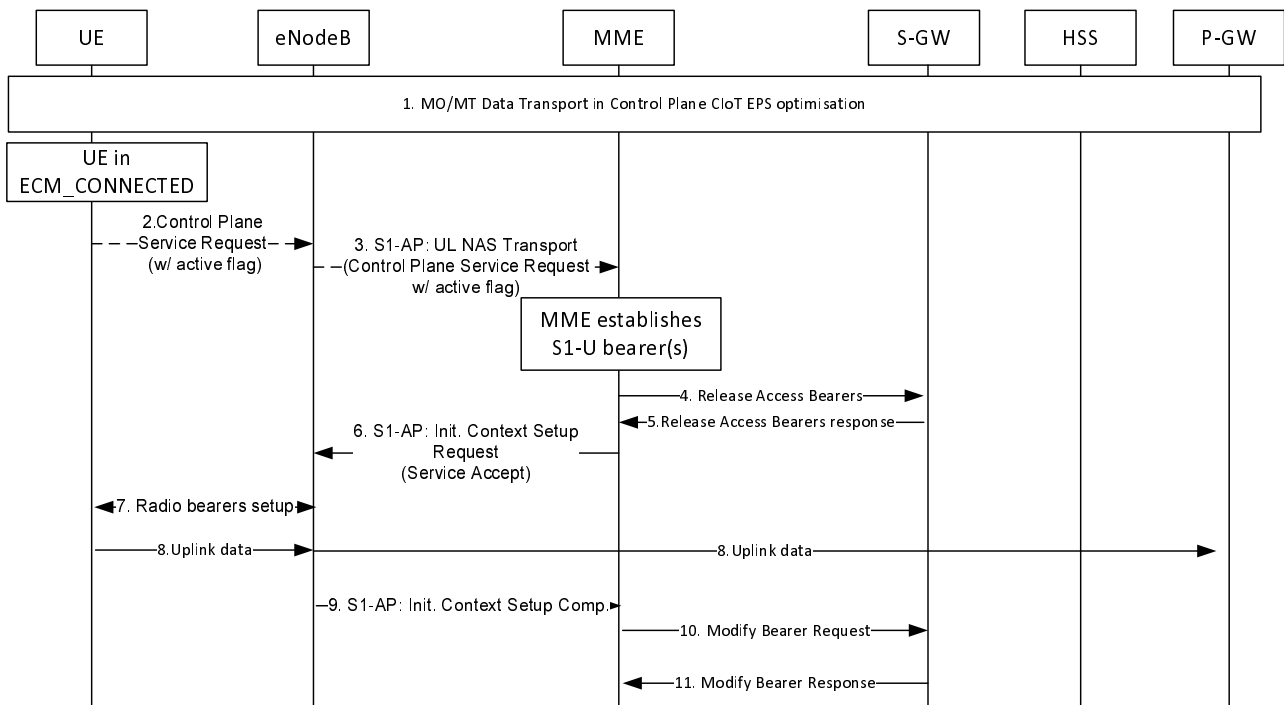 UE
eNodeB
MME
S-GW
HSS
P-GW
1. MO/MT Data Transport in Control Plane CIoT EPS optimisation
UE in
ECM_CONNECTED
2.Control Plane
Service Request
(w/ active flag)
3. S1-AP: UL NAS Transport
(Control Plane Service Request
w/ active flag)
MME establishes
S1-U bearer(s)
4. Release Access Bearers
5.Release Access Bearers response
6. S1-AP: Init. Context Setup
Request
(Service Accept)
7. Radio bearers setup
8.Uplink data
8.Uplink data
9. S1-AP: Init. Context Setup Comp.
10. Modify Bearer Request
11. Modify Bearer Response